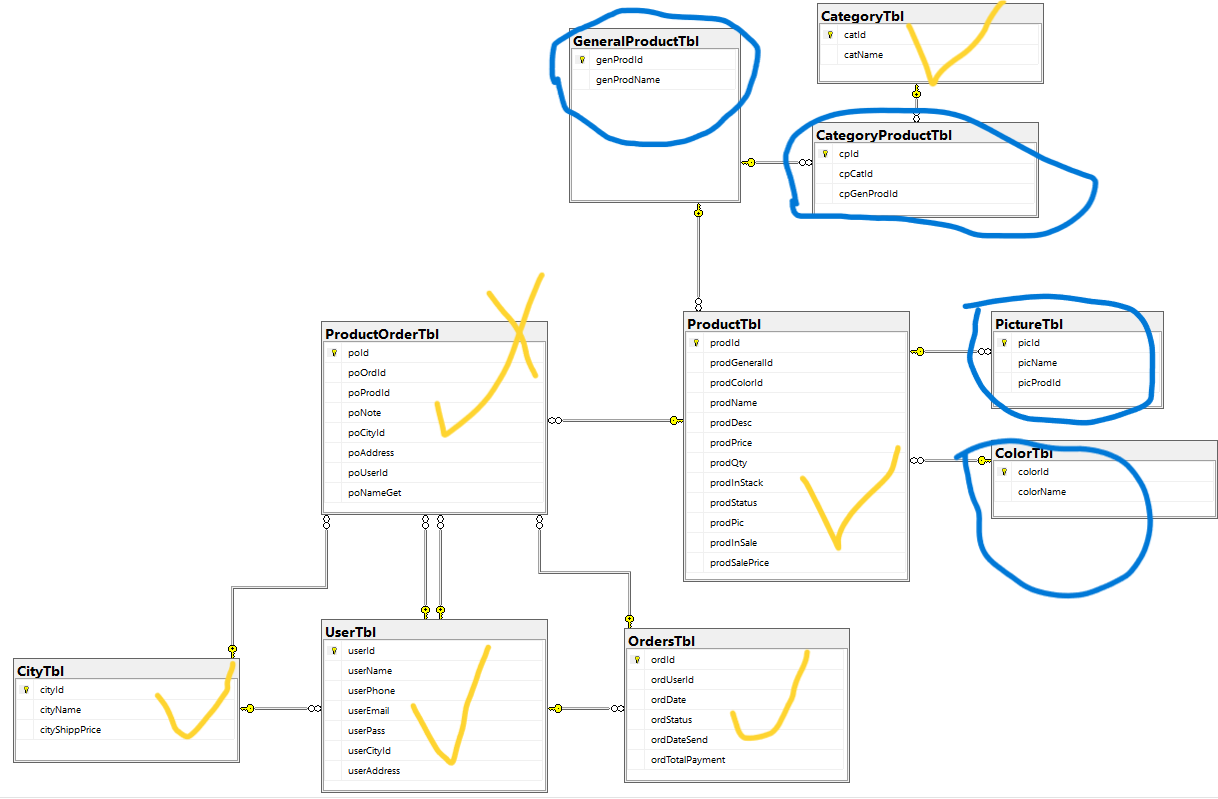 GeneralProductTbl
genProdId
genProdName
CategoryTbl
catId
catName
CategoryProductTbl
cpId
cpCatId
cpGenProdId
ProductOrderTbl
poId
poOrdId
poProdId
poNote
poCityId
poAddress
poUserId
poNameGet
ProductTbl
prodId
prodGeneralId
prodColorId
prodName
prodDesc
prodPrice
prodQty
prodInStack
prodStatus
prodPic
prodInSale
prodSalePrice
PictureTbl
picId
picName
picProdId
ColorTbl
colorId
colorName
CityTbl
cityId
cityName
cityShippPrice
UserTbl
userId
userName
userPhone
userEmail
userPass
userCityId
userAddress
OrdersTbl
ordId
ordUserId
ordDate
ordStatus
ordDateSend
ordTotalPayment